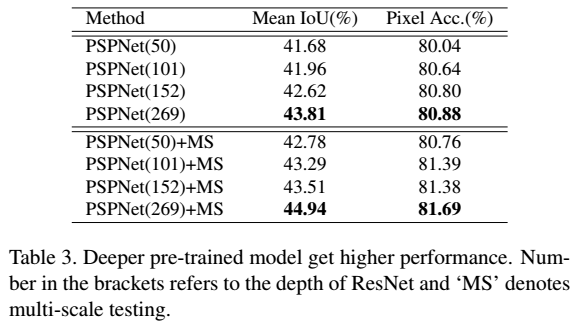 Method Mean IoU(%) Pixel Acc.(%)
PSPNet(50) 41.68 80.04
PSPNet(101) 41.96 80.64
PSPNet(152) 42.62 80.80
PSPNet(269) 43.81 80.88
PSPNet(50)+MS 42.78 80.76
PSPNet(101)+MS 43.29 81.39
PSPNet(152)+MS 43.51 81.38
PSPNet(269)+MS 44.94 81.69
Table 3. Deeper pre-trained model get higher performance. Num-
ber in the brackets refers to the depth of ResNet and ‘MS’ denotes
multi-scale testing.